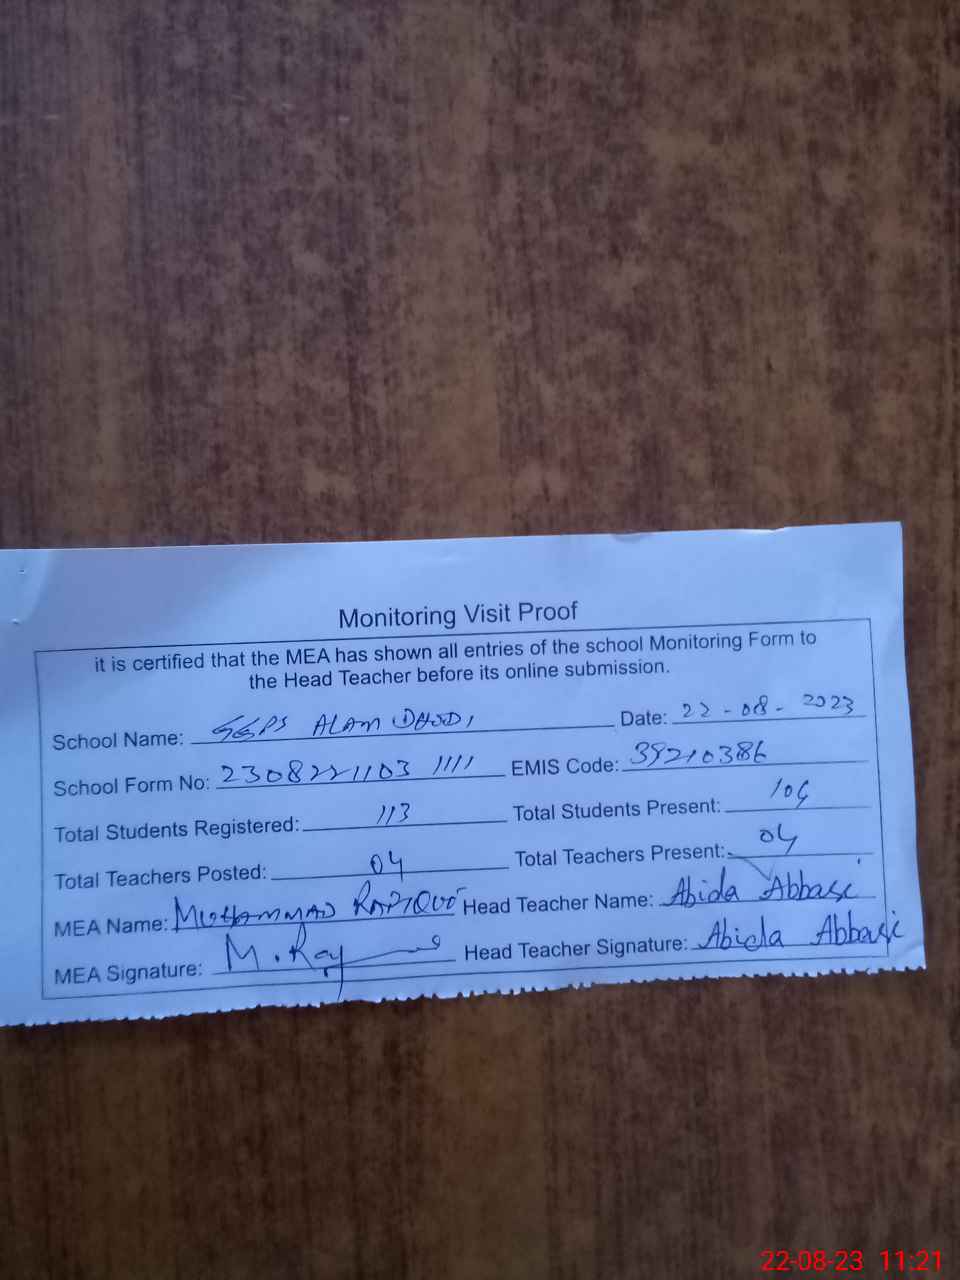 Monitoring Visit Proof
it is certified that the MEA has shown all entries of the school Monitoring Form to
the Head Teacher before its online submission.
School Name: GGPS ALAM DHUDI Date: 22-08-2023
School Form No: 2308221103 1111 EMIS Code: 39210386
Total Students Registered: 113 Total Students Present:
Total Teachers Posted: 04 Total Teachers Present: 04
MEA Name: MUHAMMAD RAFIQUE Head Teacher Name: Abida Abbasi
MEA Signature: Head Teacher Signature: Abida Abbasi
22-08-23 11:21